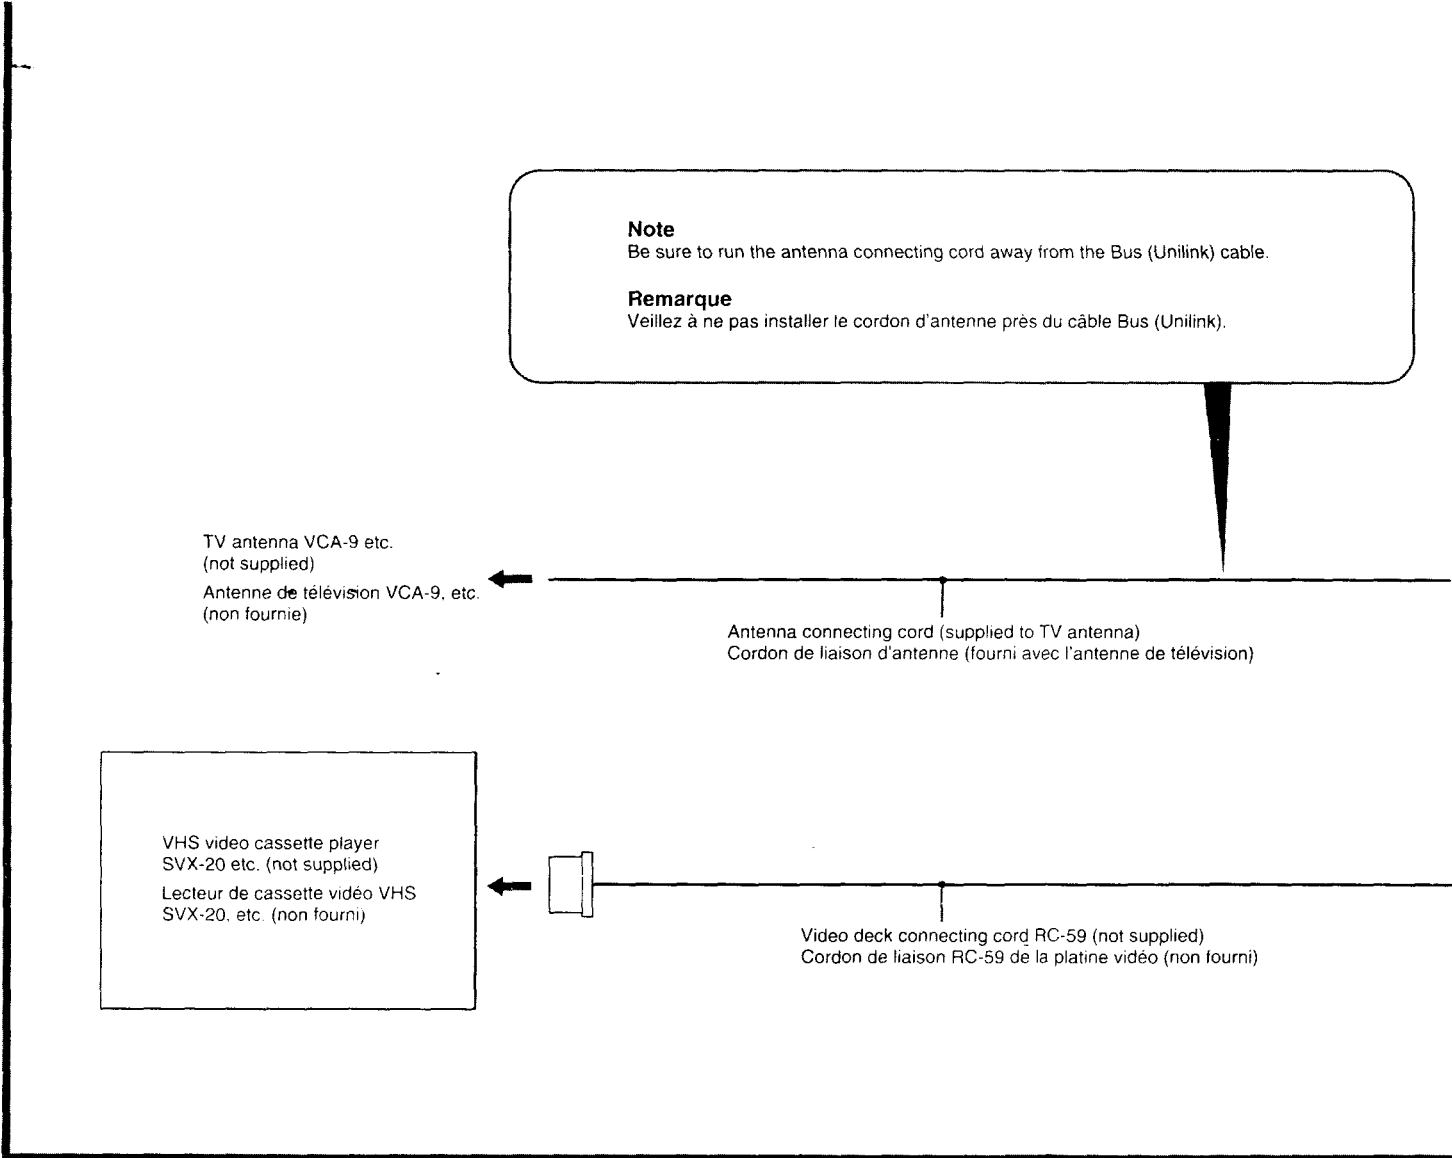 Note
Be sure to run the antenna connecting cord away from the Bus (Unilink) cable.
Remarque
Veillez à ne pas installer le cordon d'antenne près du câble Bus (Unilink).
TV antenna VCA-9 etc.
(not supplied)
Antenne de télévision VCA-9, etc.
(non fournie)
Antenna connecting cord (supplied to TV antenna)
Cordon de liaison d'antenne (fourni avec l'antenne de télévision)
VHS video cassette player
SVX-20 etc. (not supplied)
Lecteur de cassette vidéo VHS
SVX-20, etc. (non fourni)
Video deck connecting cord RC-59 (not supplied)
Cordon de liaison RC-59 de la platine vidéo (non fourni)